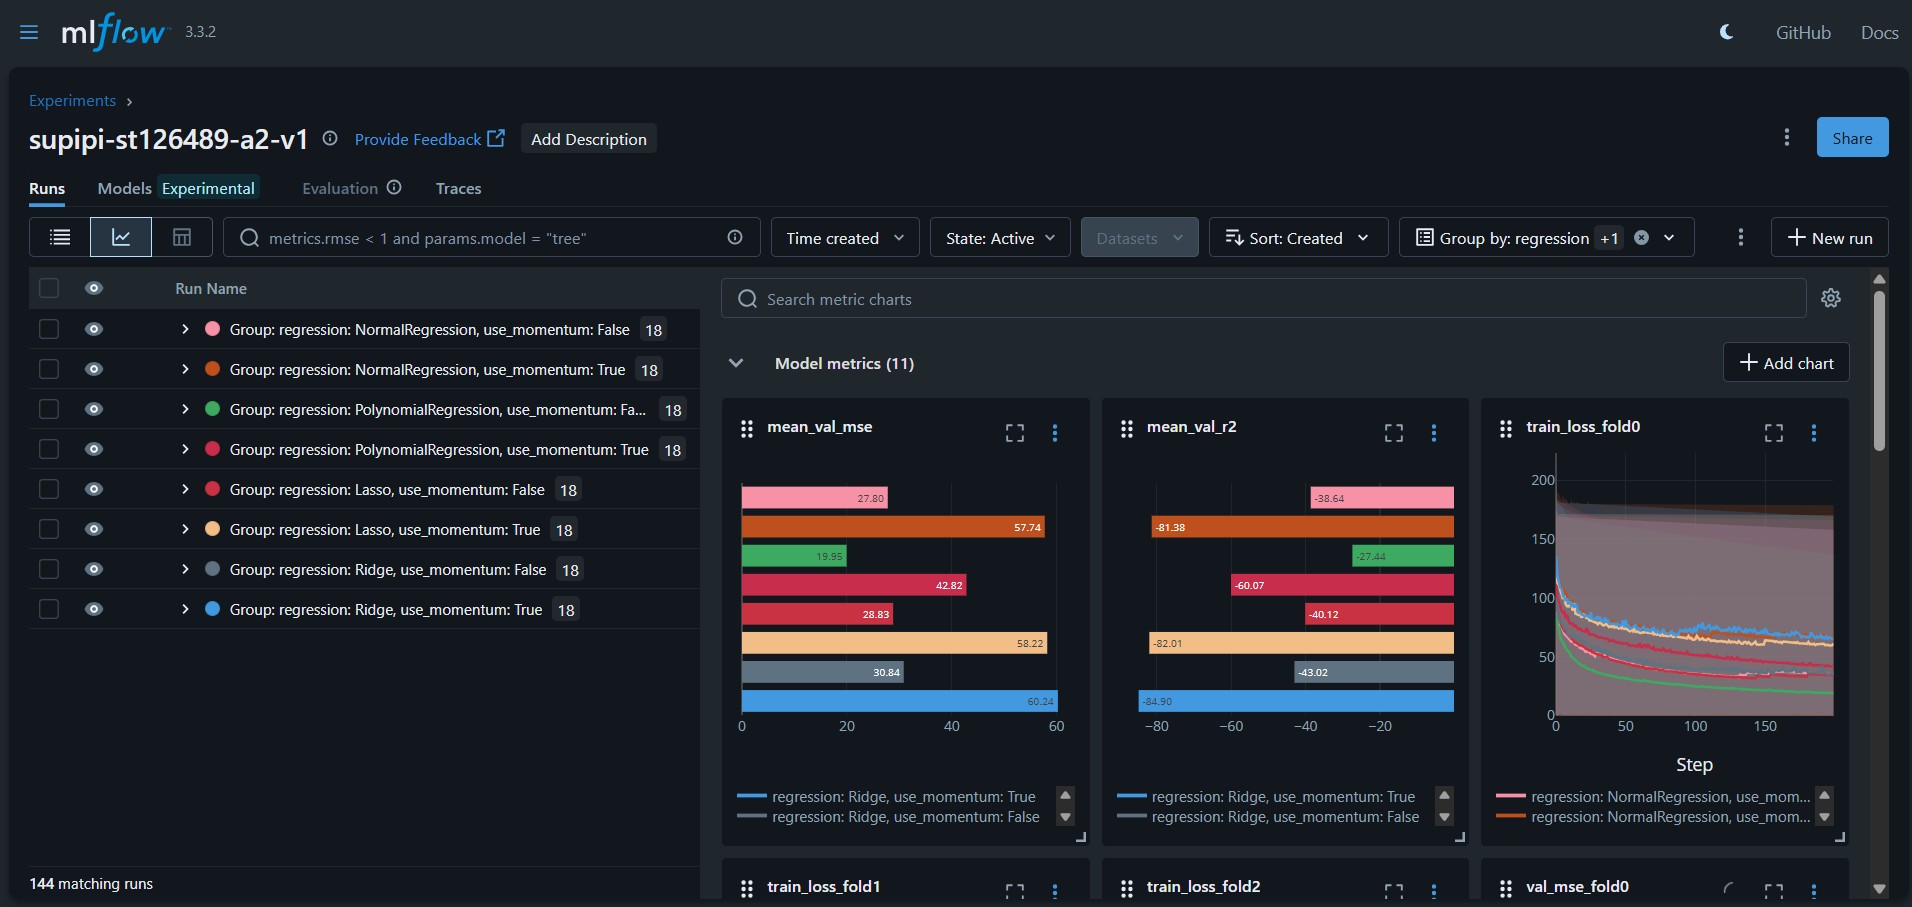 mlflow 3.3.2
GitHub
Docs
Experiments
supipi-st126489-a2-v1
Provide Feedback
Add Description
Share
Runs
Models Experimental
Evaluation
Traces
metrics.rmse < 1 and params.model = "tree"
Time created
State: Active
Datasets
Sort: Created
Group by: regression +1
New run
Run Name
Group: regression: NormalRegression, use_momentum: False 18
Group: regression: NormalRegression, use_momentum: True 18
Group: regression: PolynomialRegression, use_momentum: Fa... 18
Group: regression: PolynomialRegression, use_momentum: True 18
Group: regression: Lasso, use_momentum: False 18
Group: regression: Lasso, use_momentum: True 18
Group: regression: Ridge, use_momentum: False 18
Group: regression: Ridge, use_momentum: True 18
144 matching runs
Search metric charts
Model metrics (11)
Add chart
mean_val_mse
27.80
57.74
19.95
42.82
28.83
58.22
30.84
60.24
0 20 40 60
regression: Ridge, use_momentum: True
regression: Ridge, use_momentum: False
mean_val_r2
-38.64
-81.38
-27.44
-60.07
-40.12
-82.01
-43.02
-84.90
−80 −60 −40 −20
regression: Ridge, use_momentum: True
regression: Ridge, use_momentum: False
train_loss_fold0
200
150
100
50
0
0 50 100 150
Step
regression: NormalRegression, use_mom...
regression: NormalRegression, use_mom...
train_loss_fold1
train_loss_fold2
val_mse_fold0